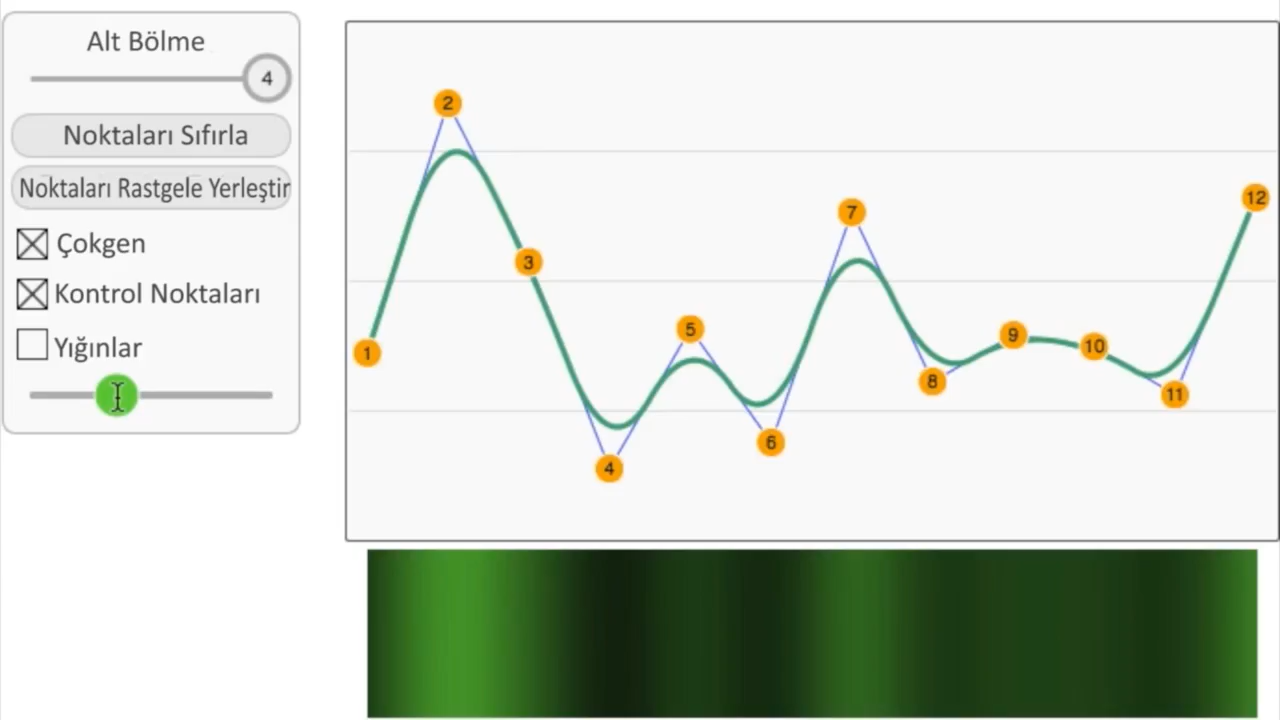 Alt Bölme
4
Noktaları Sıfırla
Noktaları Rastgele Yerleştir
Çokgen
Kontrol Noktaları
Yığınlar
1
2
3
4
5
6
7
8
9
10
11
12